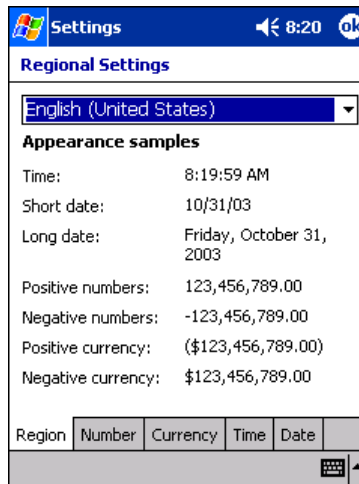 Settings 8:20 ok
Regional Settings
English (United States)
Appearance samples
Time: 8:19:59 AM
Short date: 10/31/03
Long date: Friday, October 31,
2003
Positive numbers: 123,456,789.00
Negative numbers: -123,456,789.00
Positive currency: ($123,456,789.00)
Negative currency: $123,456,789.00
Region Number Currency Time Date